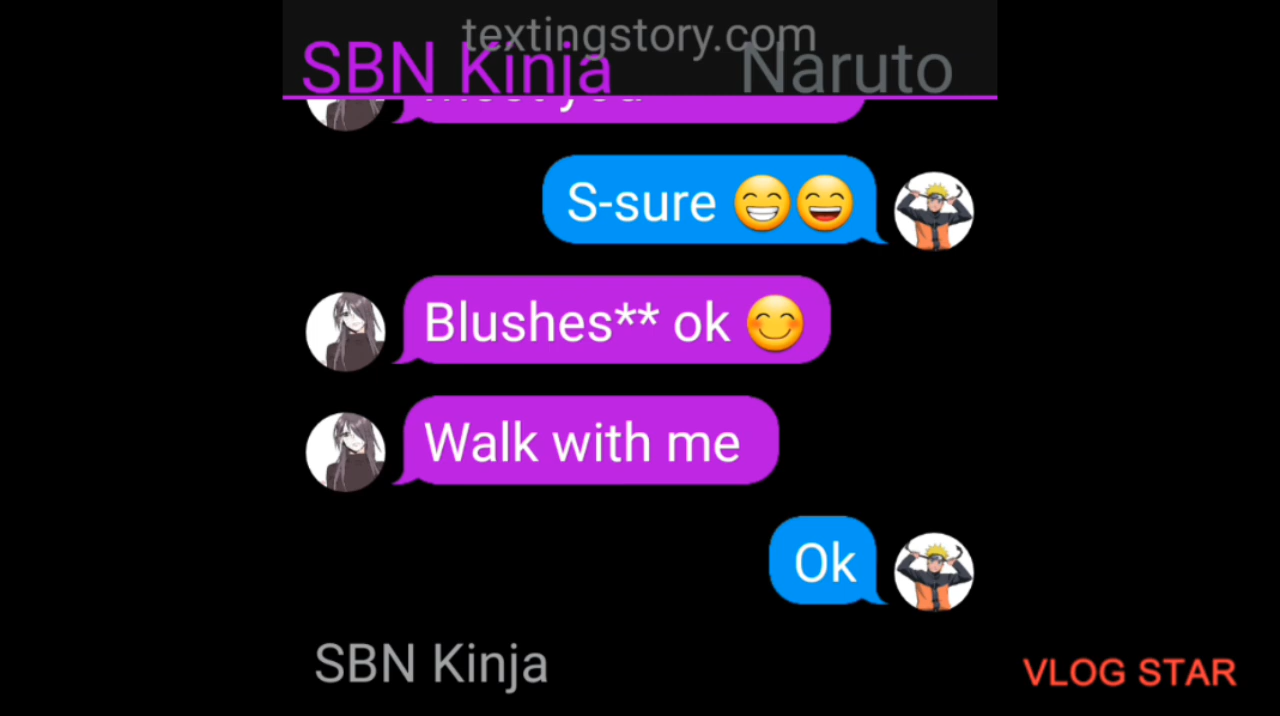 textingstory.com
SBN Kinja Naruto
S-sure 😁😄
Blushes** ok 😊
Walk with me
Ok
SBN Kinja
VLOG STAR